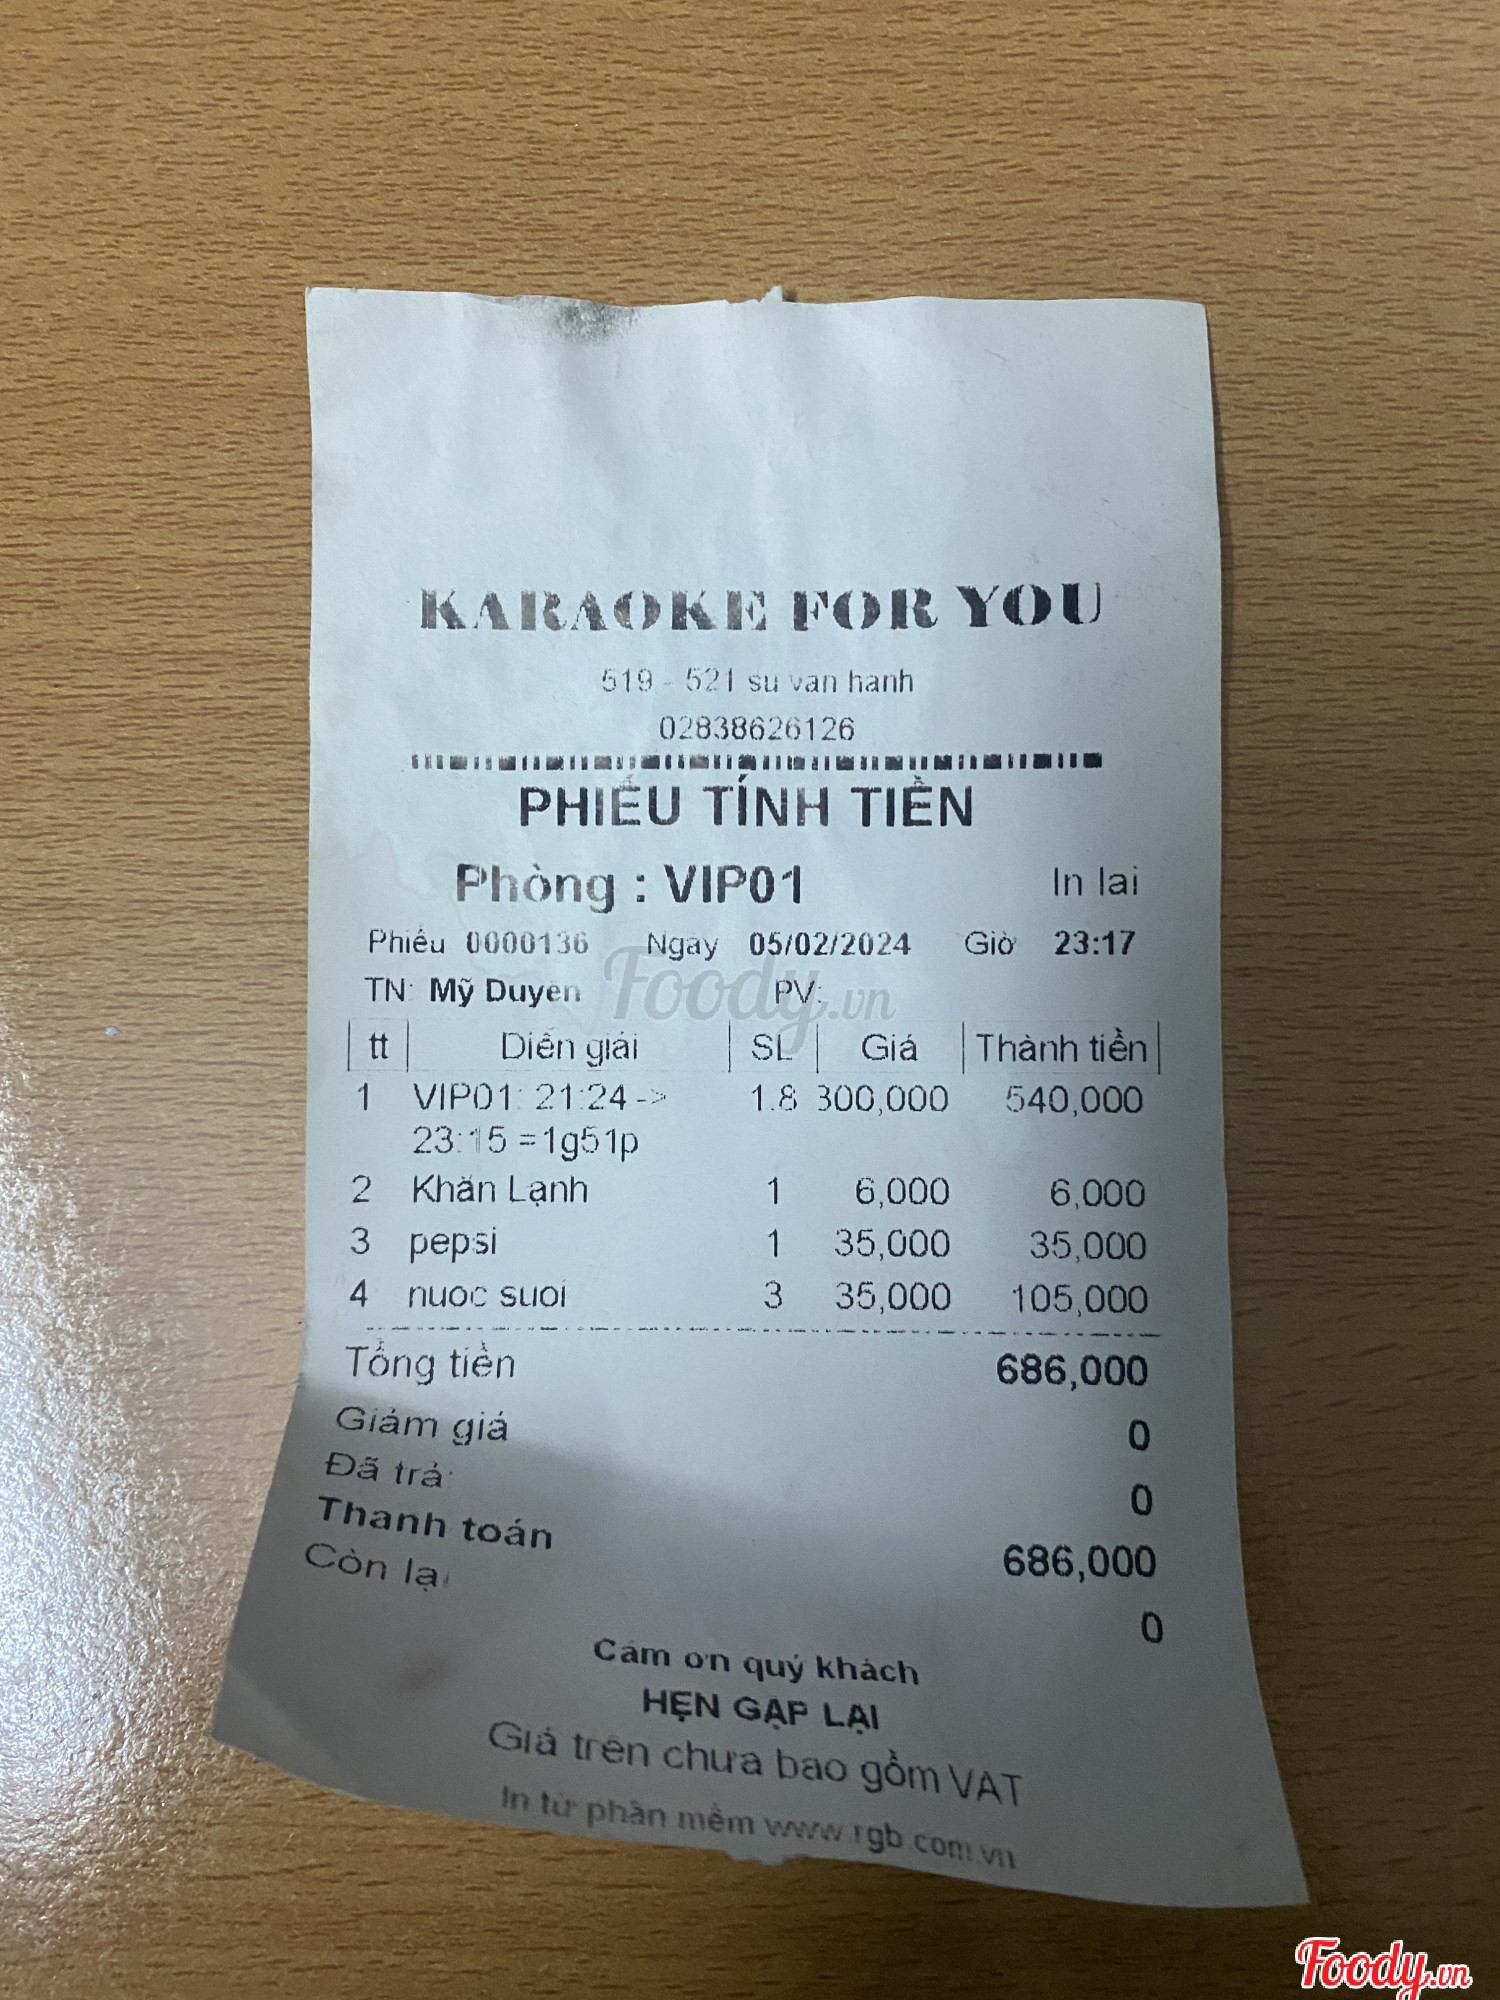 KARAOKE FOR YOU
519 - 521 su van hanh
02838626126
PHIẾU TÍNH TIỀN
Phòng : VIP01 In lai
Phiếu 0000136 Ngay 05/02/2024 Giờ 23:17
TN: Mỹ Duyên PV:
Foody.vn
tt Diễn giải SL Giá Thành tiền
1 VIP01: 21:24 -> 1.8 300,000 540,000
23:15 =1g51p
2 Khăn Lạnh 1 6,000 6,000
3 pepsi 1 35,000 35,000
4 nuoc suoi 3 35,000 105,000
Tổng tiền 686,000
Giảm giá 0
Đã trả: 0
Thanh toán 686,000
Còn lại 0
Cám ơn quý khách
HẸN GẶP LẠI
Giá trên chưa bao gồm VAT
In từ phần mềm www.rgb.com.vn
Foody.vn